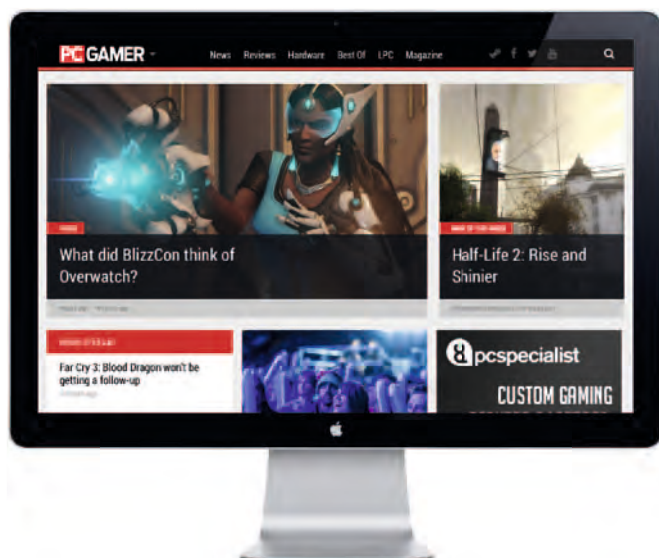 PC GAMER
News Reviews Hardware Best Of LPC Magazine
What did BlizzCon think of
Overwatch?
Half-Life 2: Rise and
Shinier
Far Cry 3: Blood Dragon won't be
getting a follow-up
pcspecialist
CUSTOM GAMING